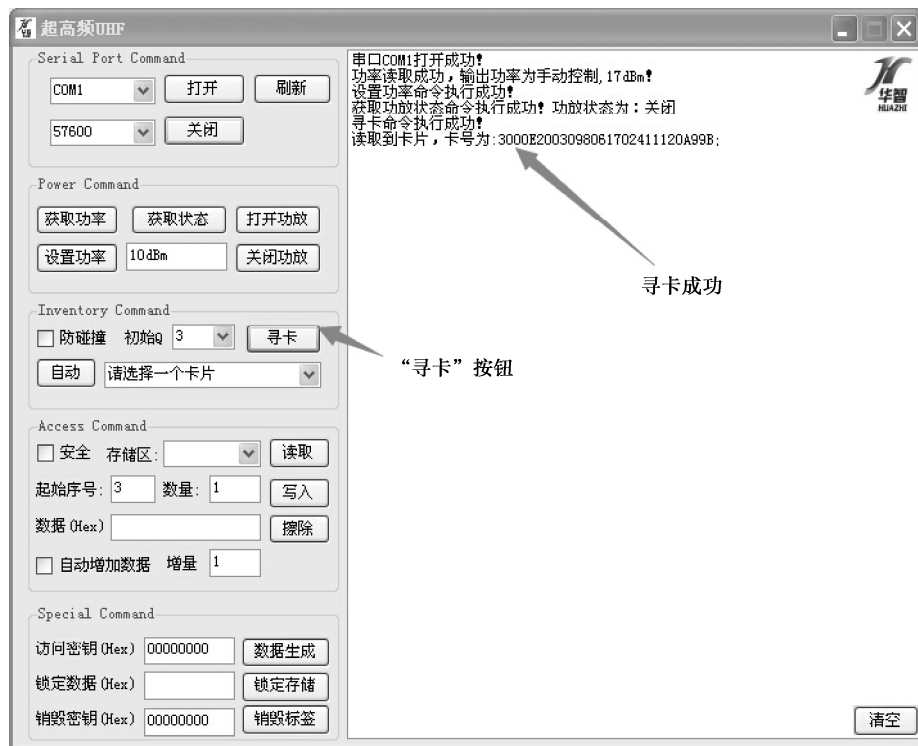 超高频UHF
Serial Port Command
COM1 打开 刷新
57600 关闭
Power Command
获取功率 获取状态 打开功放
设置功率 10dBm 关闭功放
Inventory Command
防碰撞 初始Q 3 寻卡
自动 请选择一个卡片
Access Command
安全 存储区: 读取
起始序号: 3 数量: 1 写入
数据(Hex) 擦除
自动增加数据 增量 1
Special Command
访问密钥(Hex) 00000000 数据生成
锁定数据(Hex) 锁定存储
销毁密钥(Hex) 00000000 销毁标签
串口COM1打开成功!
功率读取成功，输出功率为手动控制,17dBm!
设置功率命令执行成功!
获取功放状态命令执行成功! 功放状态为：关闭
寻卡命令执行成功!
读取到卡片，卡号为:3000E2003098061702411120A99B;
华智
HUAZHI
寻卡成功
“寻卡”按钮
清空